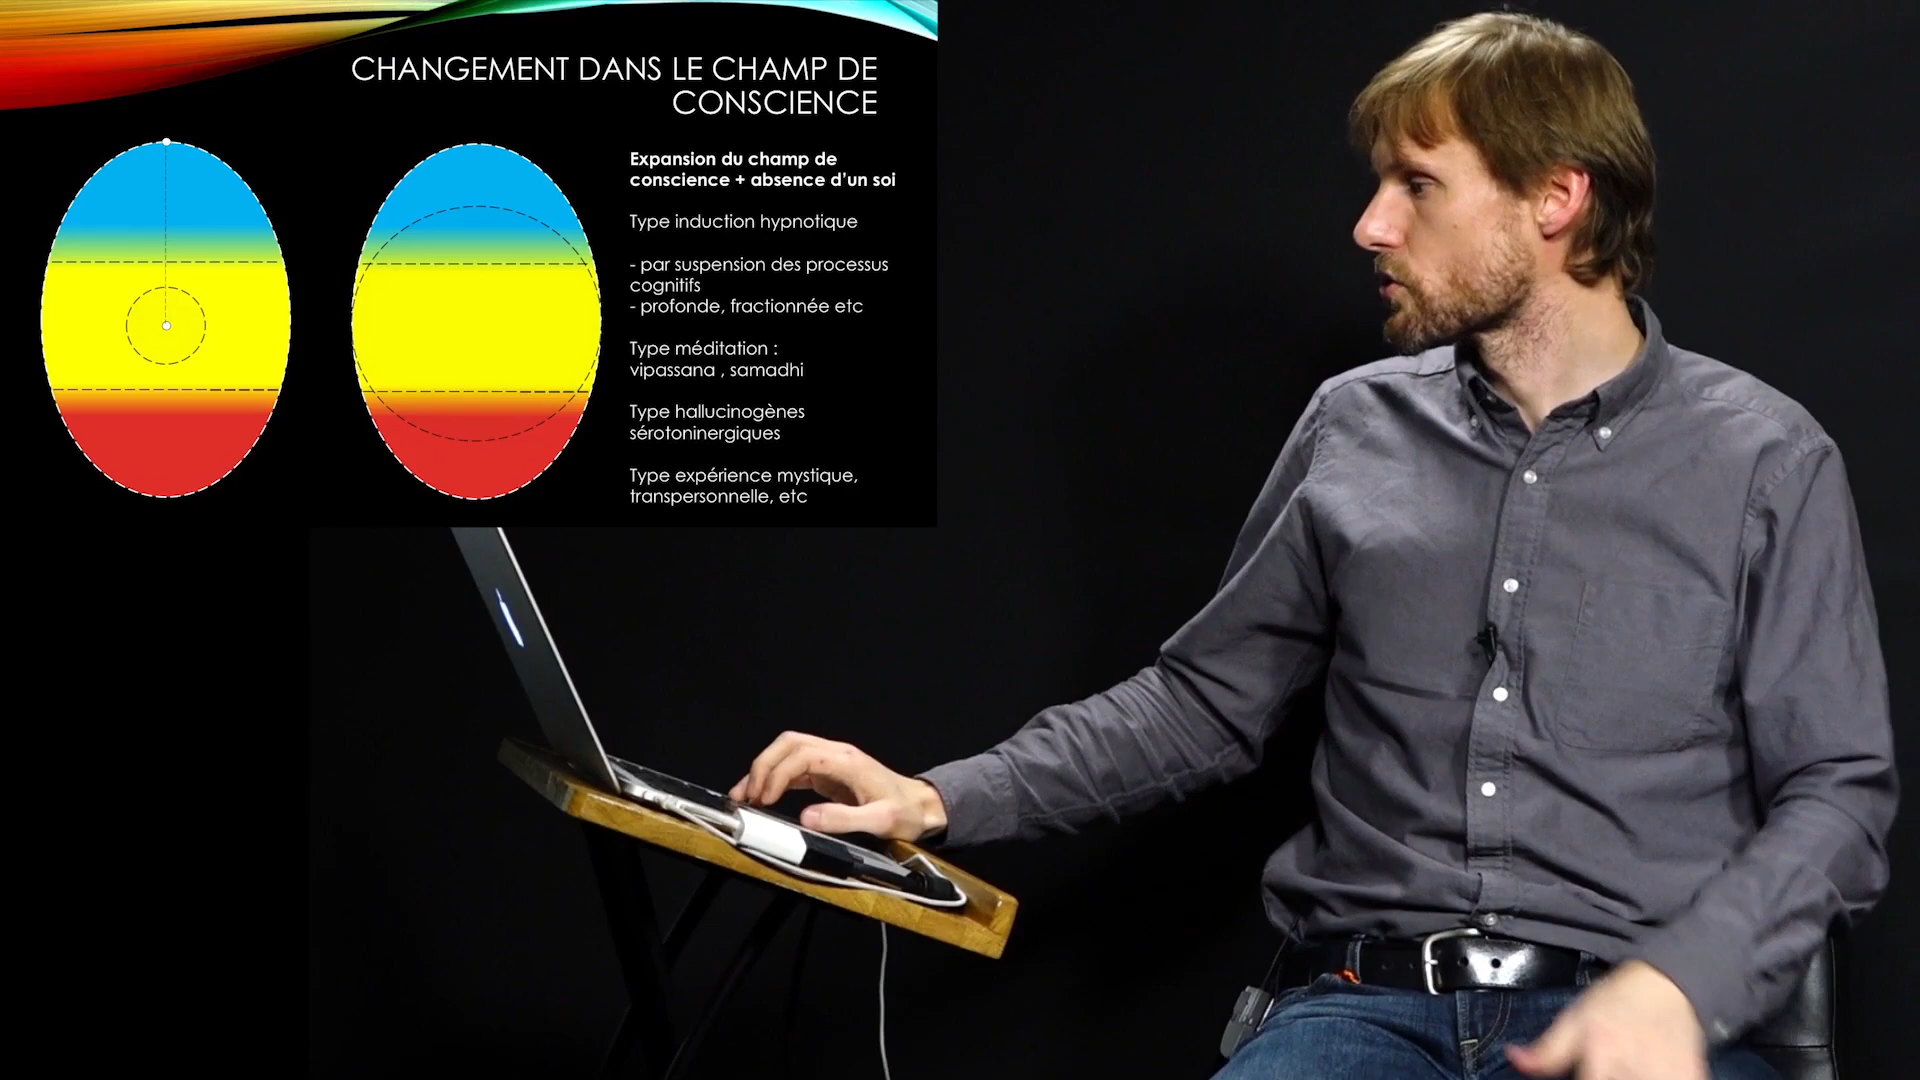 CHANGEMENT DANS LE CHAMP DE
CONSCIENCE
Expansion du champ de
conscience + absence d'un soi
Type induction hypnotique
- par suspension des processus
cognitifs
- profonde, fractionnée etc
Type méditation :
vipassana , samadhi
Type hallucinogènes
sérotoninergiques
Type expérience mystique,
transpersonnelle, etc